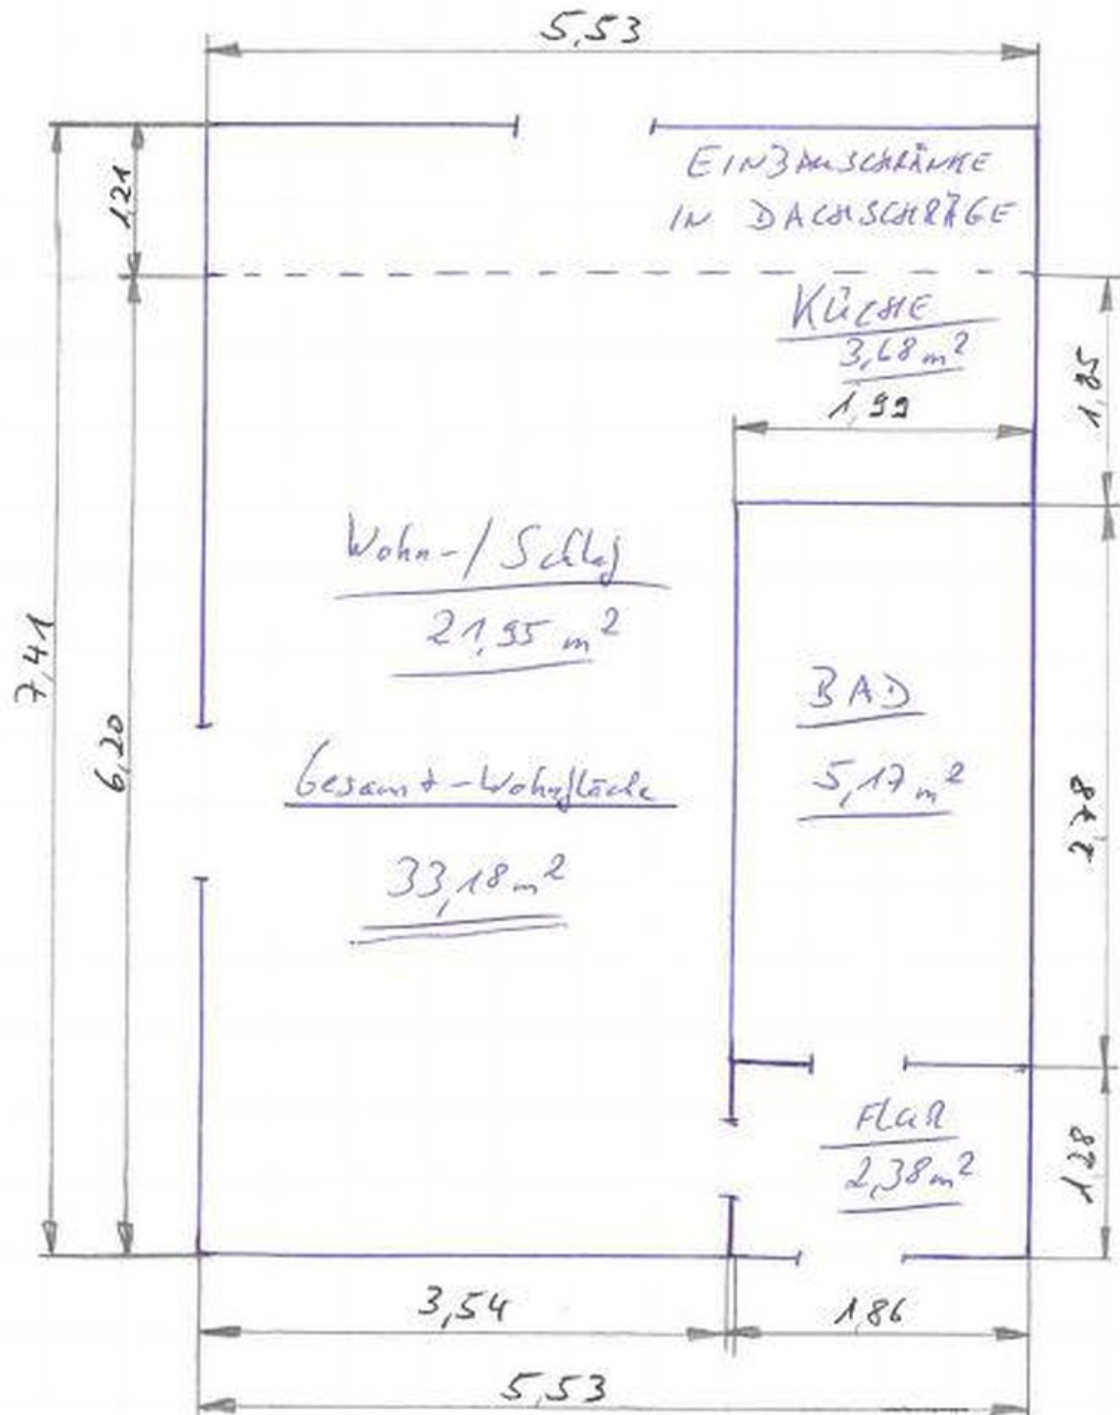 5,53
1,21
EINBAUSCHRÄNKE
IN DACHSCHRÄGE
KÜCHE
3,68 m²
1,99
1,85
Wohn-/Schlaf
21,95 m²
7,41
6,20
BAD
5,17 m²
2,78
Gesamt-Wohnfläche
33,18 m²
FLUR
2,38 m²
1,28
3,54
1,86
5,53